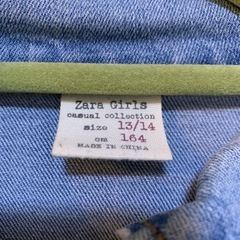 Zara Girls
casual collection
size 13/14
cm 164
MADE IN CHINA